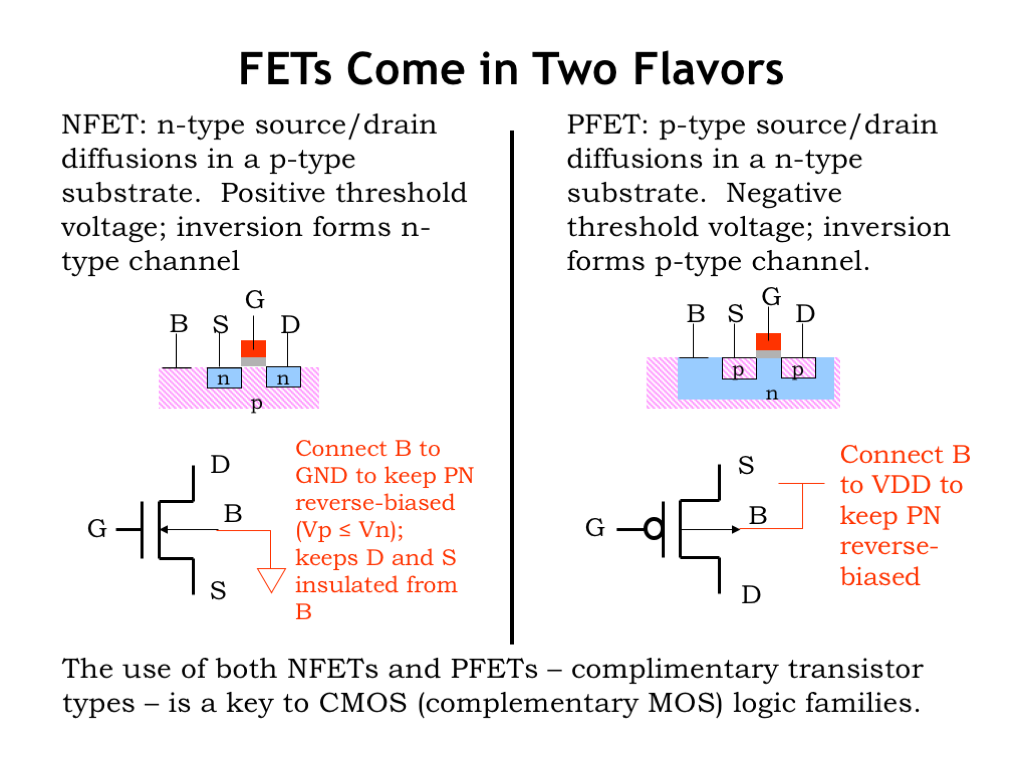 FETs Come in Two Flavors
NFET: n-type source/drain
diffusions in a p-type
substrate.  Positive threshold
voltage; inversion forms n-
type channel
PFET: p-type source/drain
diffusions in a n-type
substrate.  Negative
threshold voltage; inversion
forms p-type channel.
G
B S D
n n
p
G
B S D
p p
n
D
G
B
S
Connect B to
GND to keep PN
reverse-biased
(Vp ≤ Vn);
keeps D and S
insulated from
B
S
G
B
D
Connect B
to VDD to
keep PN
reverse-
biased
The use of both NFETs and PFETs – complimentary transistor
types – is a key to CMOS (complementary MOS) logic families.